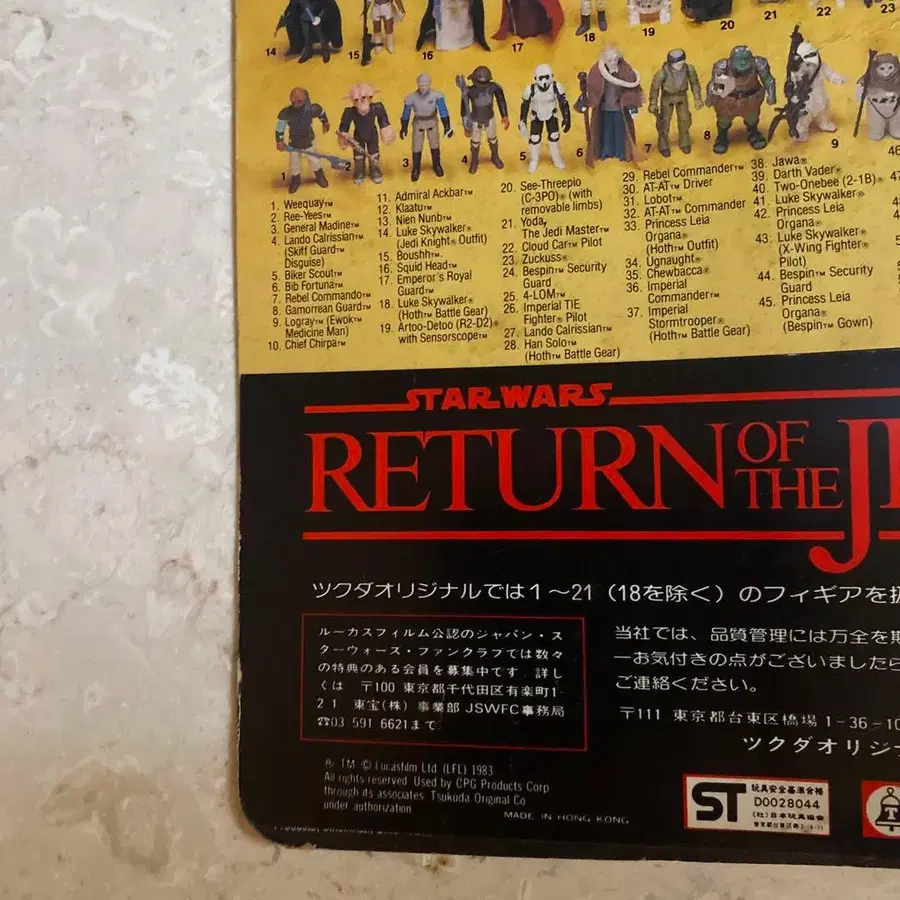 14
15
16
17
18
19
20
21
22
23
1
2
3
4
5
6
7
8
9
1. Weequay™
2. Ree-Yees™
3. General Madine™
4. Lando Calrissian™
(Skiff Guard™
Disguise)
5. Biker Scout™
6. Bib Fortuna™
7. Rebel Commando™
8. Gamorrean Guard™
9. Logray™ (Ewok™
Medicine Man)
10. Chief Chirpa™
11. Admiral Ackbar™
12. Klaatu™
13. Nien Nunb™
14. Luke Skywalker®
(Jedi Knight® Outfit)
15. Boushh™
16. Squid Head™
17. Emperor's Royal
Guard™
18. Luke Skywalker®
(Hoth™ Battle Gear)
19. Artoo-Detoo (R2-D2)®
with Sensorscope™
20. See-Threepio
(C-3PO)® (with
removable limbs)
21. Yoda,
The Jedi Master™
22. Cloud Car™ Pilot
23. Zuckuss®
24. Bespin™ Security
Guard
25. 4-LOM™
26. Imperial TIE
Fighter® Pilot
27. Lando Calrissian™
28. Han Solo™
(Hoth™ Battle Gear)
29. Rebel Commander™
30. AT-AT™ Driver
31. Lobot™
32. AT-AT™ Commander
33. Princess Leia
Organa®
(Hoth™ Outfit)
34. Ugnaught®
35. Chewbacca®
36. Imperial
Commander™
37. Imperial
Stormtrooper®
(Hoth™ Battle Gear)
38. Jawa®
39. Darth Vader®
40. Two-Onebee (2-1B)®
41. Luke Skywalker®
42. Princess Leia
Organa®
43. Luke Skywalker®
(X-Wing Fighter®
Pilot)
44. Bespin™ Security
Guard
45. Princess Leia
Organa®
(Bespin™ Gown)
46
47
STAR WARS
RETURN OF THE
ツクダオリジナルでは1〜21(18を除く)のフィギアを扱
ルーカスフィルム公認のジャパン・ス
ターウォーズ・ファンクラブでは数々
の特典のある会員を募集中です。詳し
くは 〒100 東京都千代田区有楽町1-
21 東宝(株)事業部 JSWFC事務局
☎03 591 6621まで
当社では、品質管理には万全を期
一お気付きの点がございましたら
ご連絡ください。
〒111 東京都台東区橋場1-36-10
ツクダオリジ
® TM © Lucasfilm Ltd (LFL) 1983
All rights reserved Used by CPG Products Corp
through its associates Tsukuda Original Co
under authorization
MADE IN HONG KONG
ST
玩具安全基準合格
D0028044
(社)日本玩具協会
T